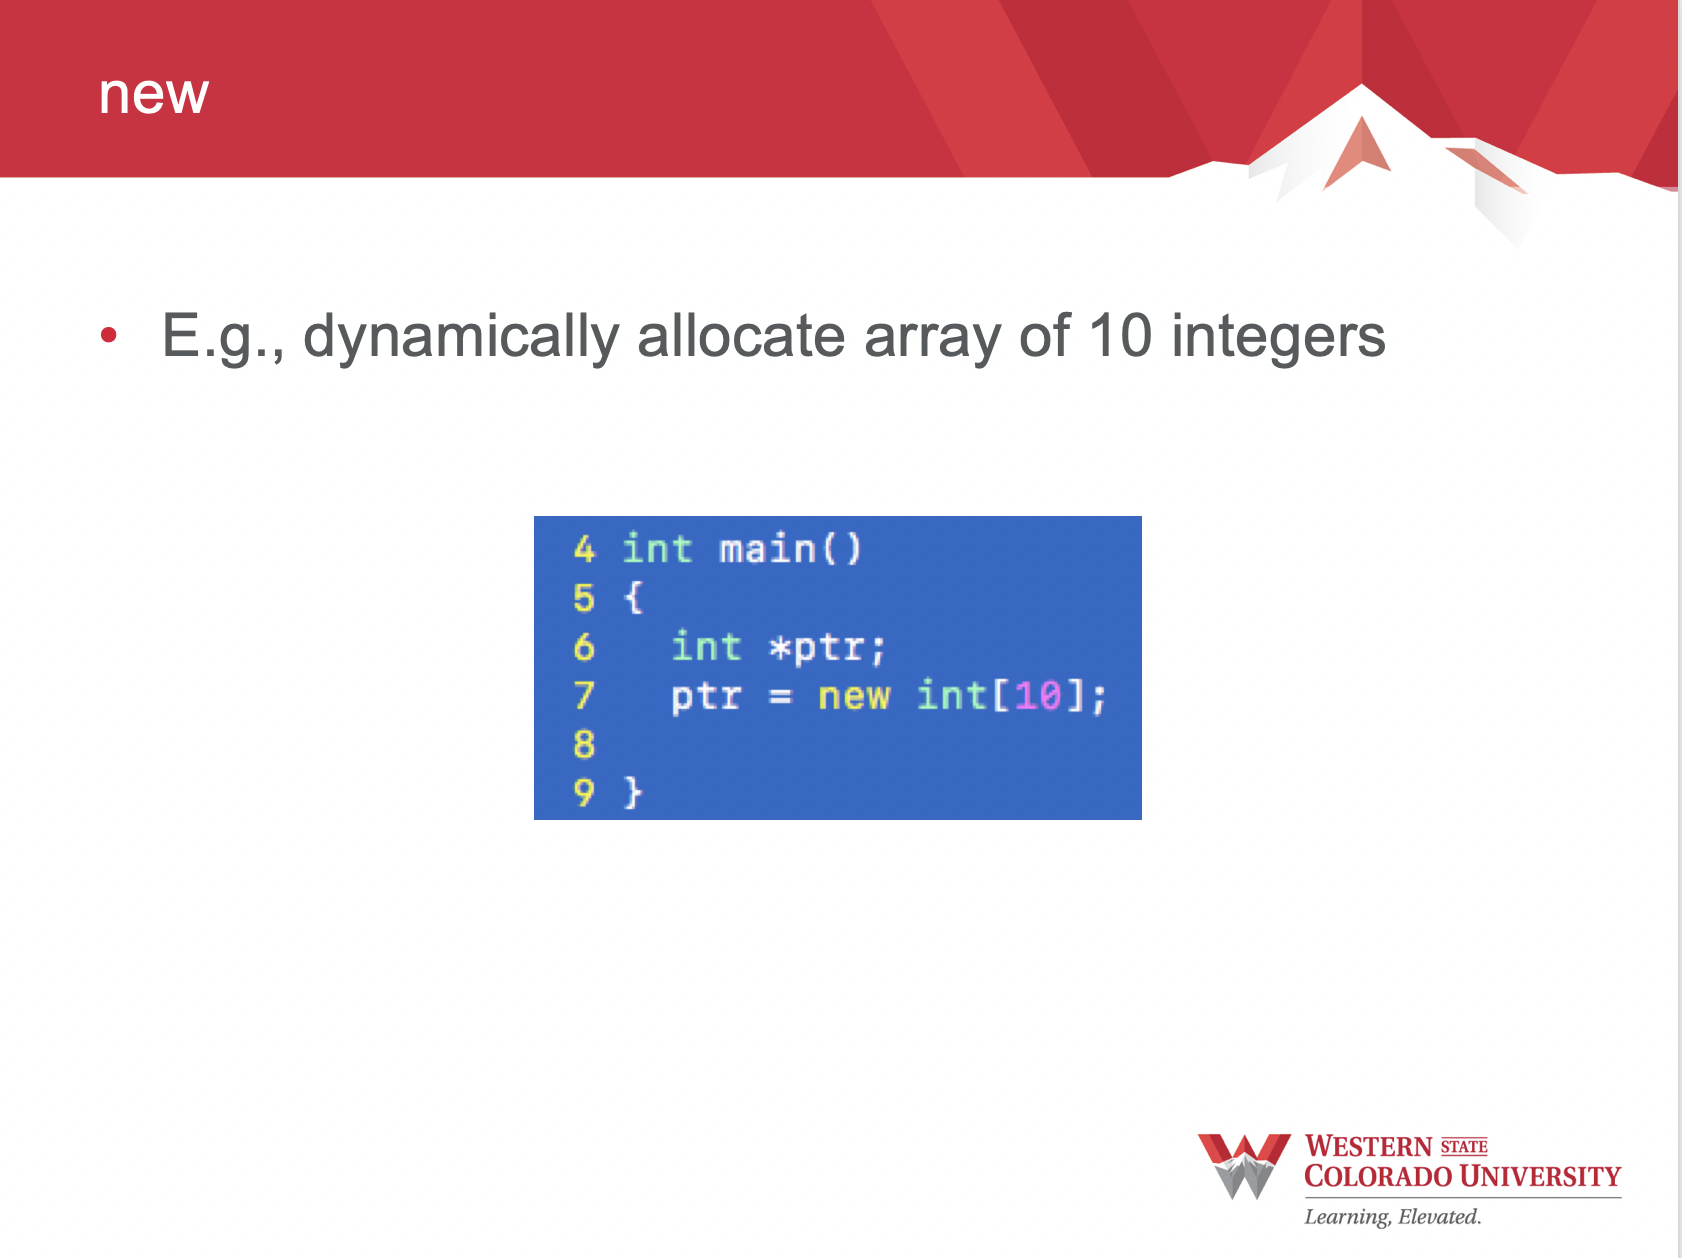 new
• E.g., dynamically allocate array of 10 integers
4 int main()
5 {
6   int *ptr;
7   ptr = new int[10];
8
9 }
WESTERN STATE
COLORADO UNIVERSITY
Learning, Elevated.